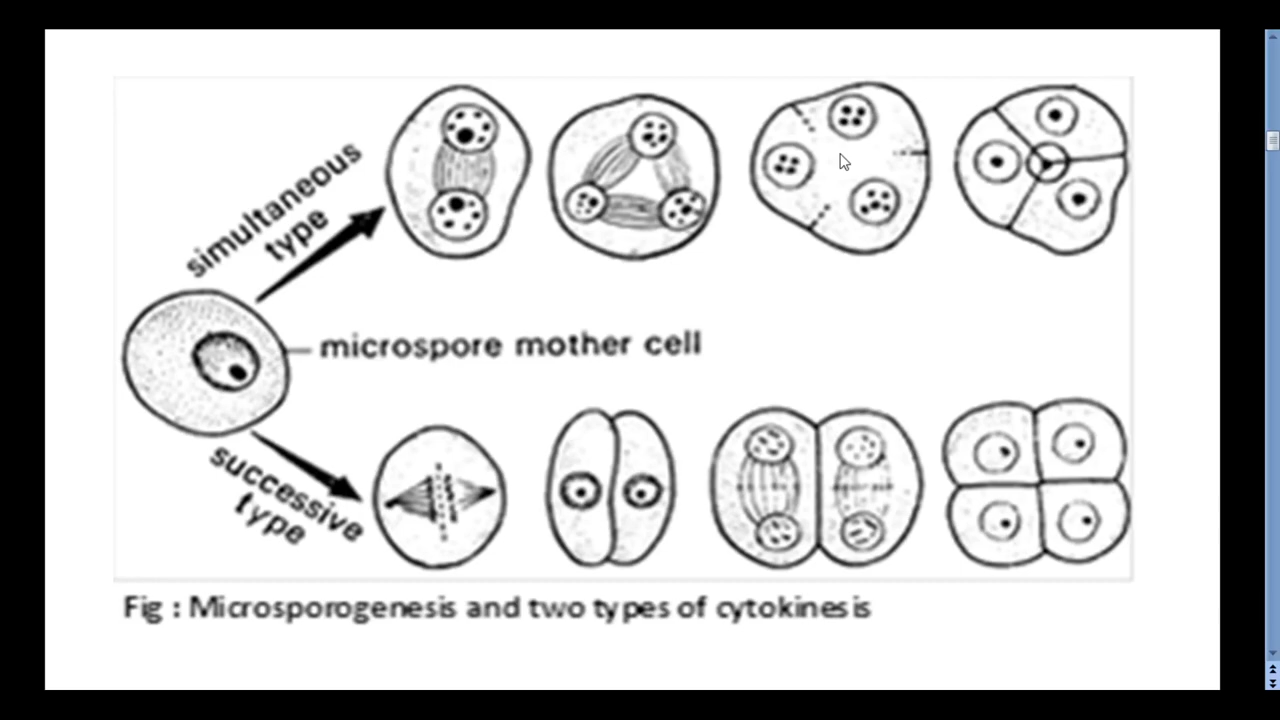 simultaneous
type
microspore mother cell
successive
type
Fig : Microsporogenesis and two types of cytokinesis